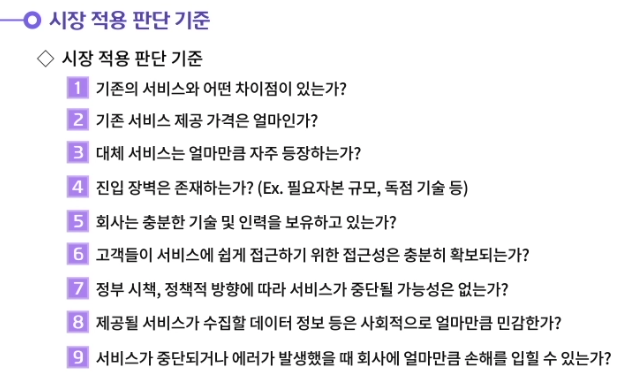 시장 적용 판단 기준
◇ 시장 적용 판단 기준
1 기존의 서비스와 어떤 차이점이 있는가?
2 기존 서비스 제공 가격은 얼마인가?
3 대체 서비스는 얼마만큼 자주 등장하는가?
4 진입 장벽은 존재하는가? (Ex. 필요자본 규모, 독점 기술 등)
5 회사는 충분한 기술 및 인력을 보유하고 있는가?
6 고객들이 서비스에 쉽게 접근하기 위한 접근성은 충분히 확보되는가?
7 정부 시책, 정책적 방향에 따라 서비스가 중단될 가능성은 없는가?
8 제공될 서비스가 수집할 데이터 정보 등은 사회적으로 얼마만큼 민감한가?
9 서비스가 중단되거나 에러가 발생했을 때 회사에 얼마만큼 손해를 입힐 수 있는가?